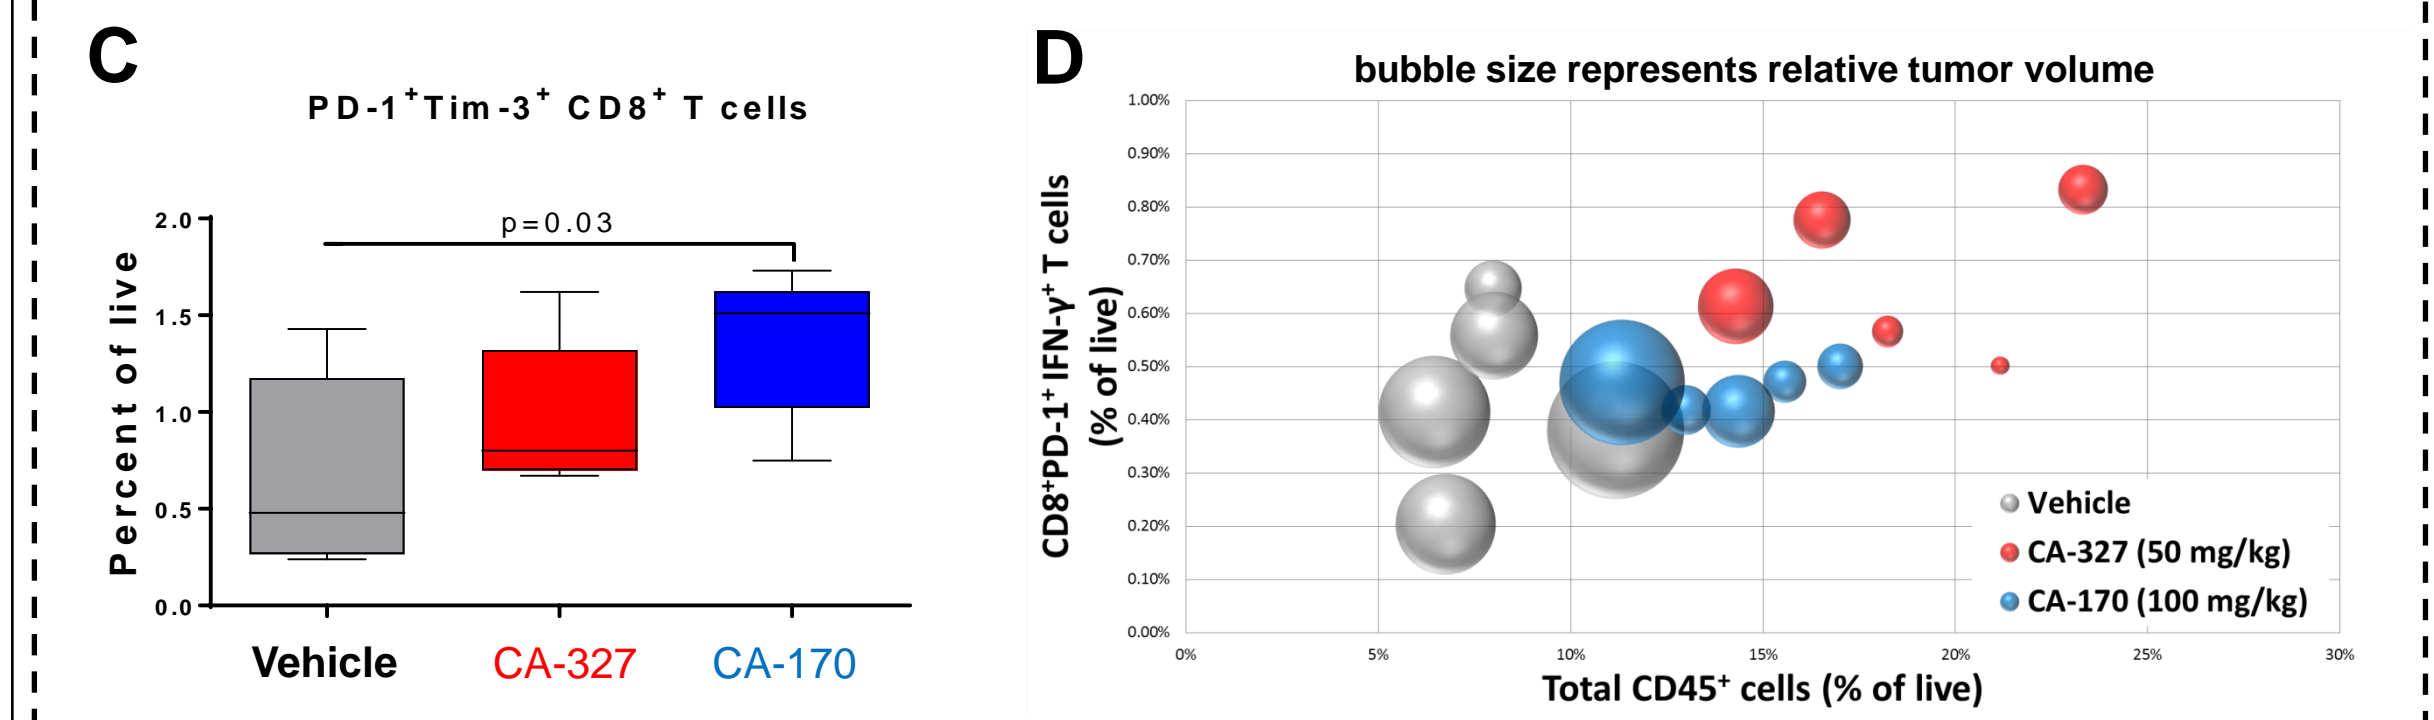 C
PD-1+Tim-3+ CD8+ T cells
Percent of live
2.0
1.5
1.0
0.5
0.0
p=0.03
Vehicle
CA-327
CA-170
D
bubble size represents relative tumor volume
CD8+PD-1+ IFN-γ+ T cells
(% of live)
1.00%
0.90%
0.80%
0.70%
0.60%
0.50%
0.40%
0.30%
0.20%
0.10%
0.00%
0%
5%
10%
15%
20%
25%
30%
Total CD45+ cells (% of live)
Vehicle
CA-327 (50 mg/kg)
CA-170 (100 mg/kg)